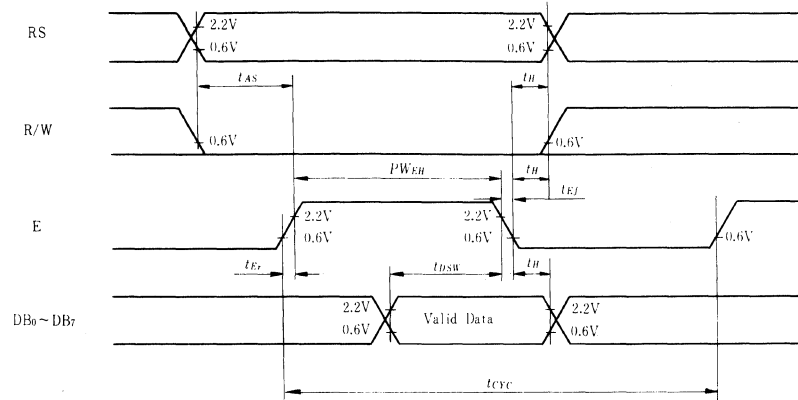 RS
2.2V
0.6V
2.2V
0.6V
tAS
tH
R/W
0.6V
0.6V
PWEH
tH
tEf
E
2.2V
0.6V
2.2V
0.6V
0.6V
tEr
tDSW
tH
DB0~DB7
2.2V
0.6V
Valid Data
2.2V
0.6V
tCYC